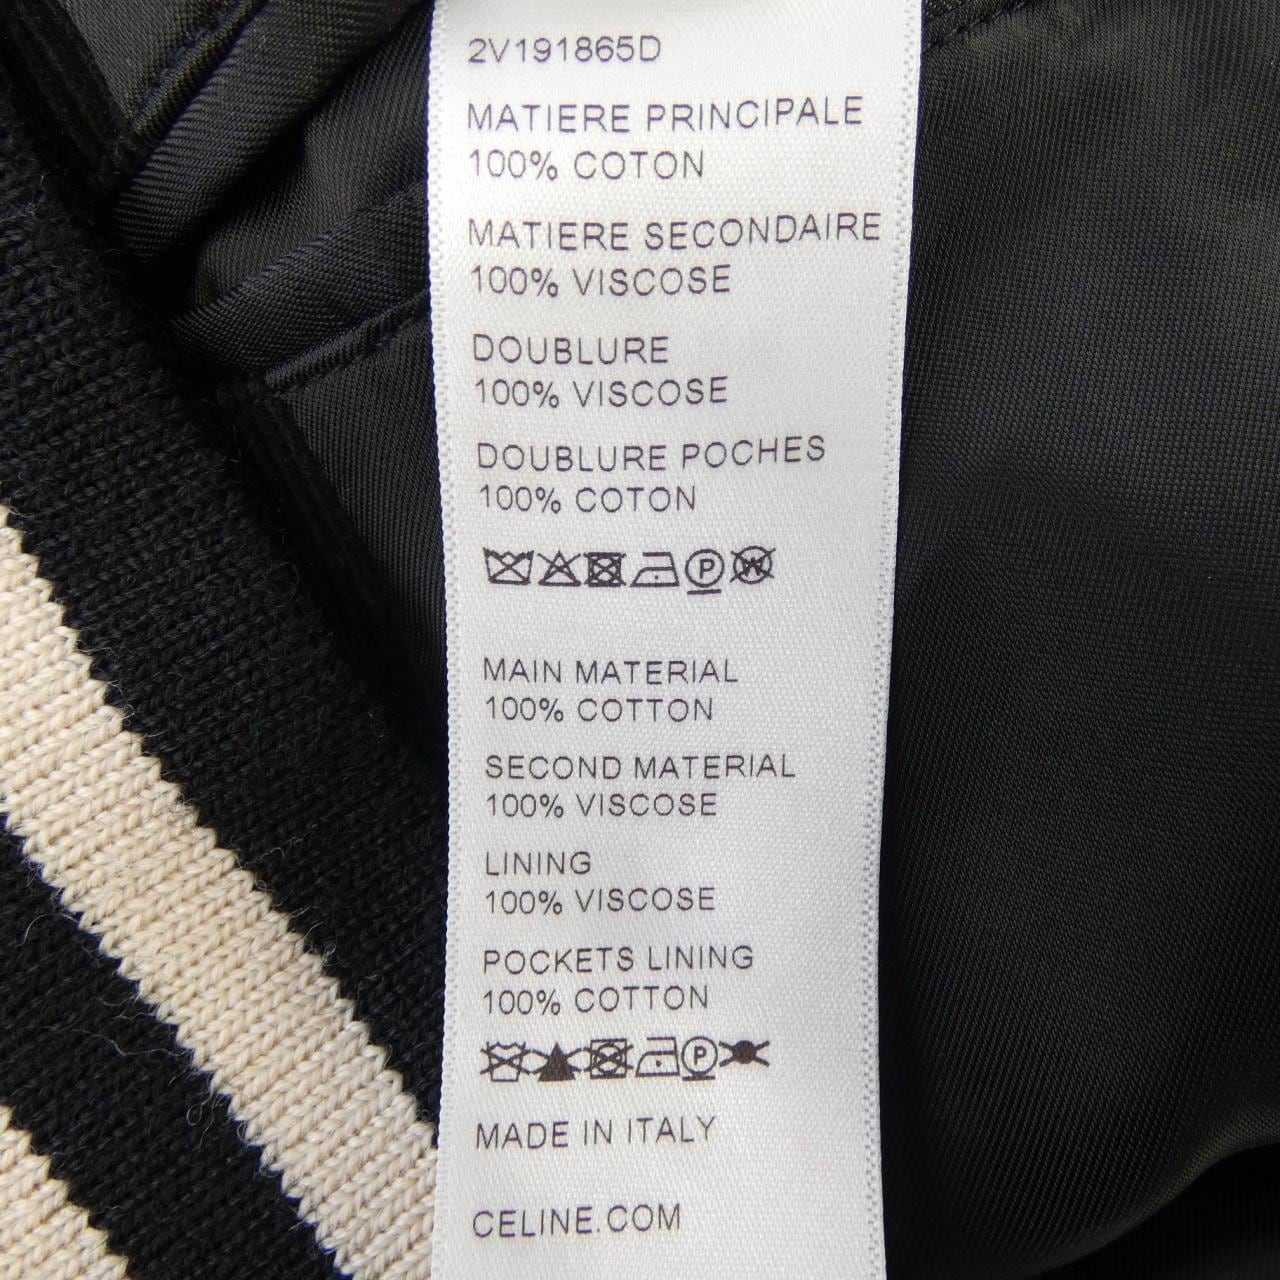 2V191865D
MATIERE PRINCIPALE
100% COTON
MATIERE SECONDAIRE
100% VISCOSE
DOUBLURE
100% VISCOSE
DOUBLURE POCHES
100% COTON
P W
MAIN MATERIAL
100% COTTON
SECOND MATERIAL
100% VISCOSE
LINING
100% VISCOSE
POCKETS LINING
100% COTTON
P
MADE IN ITALY
CELINE.COM